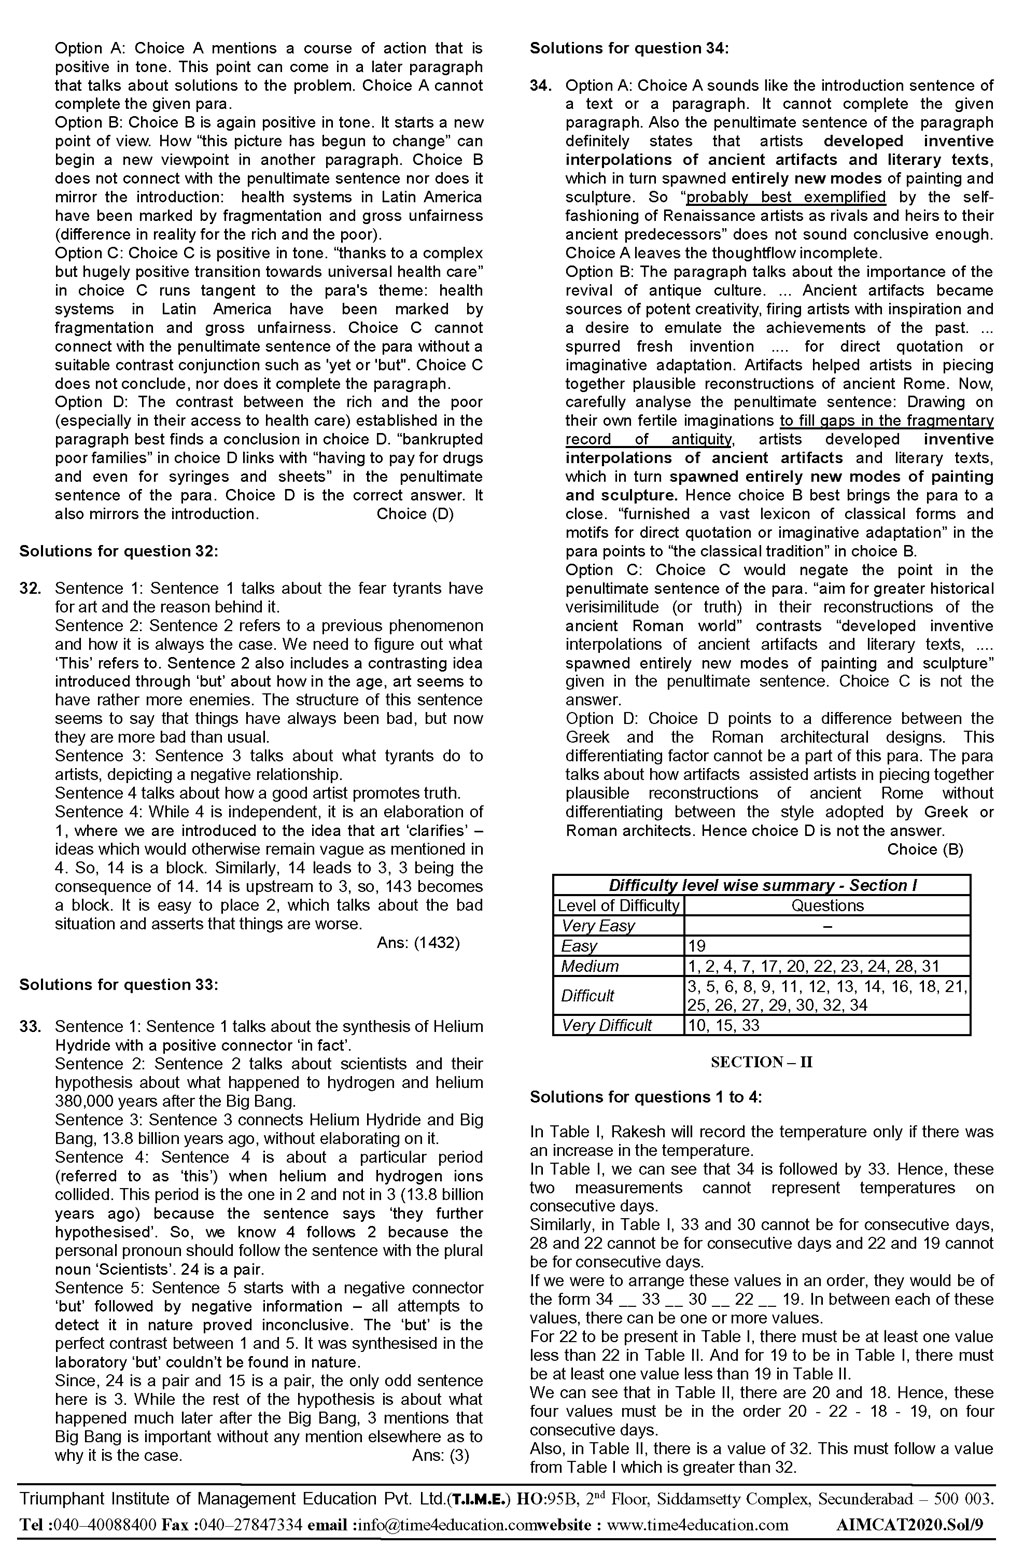 Option A: Choice A mentions a course of action that is
positive in tone. This point can come in a later paragraph
that talks about solutions to the problem. Choice A cannot
complete the given para.
Option B: Choice B is again positive in tone. It starts a new
point of view. How “this picture has begun to change” can
begin a new viewpoint in another paragraph. Choice B
does not connect with the penultimate sentence nor does it
mirror the introduction: health systems in Latin America
have been marked by fragmentation and gross unfairness
(difference in reality for the rich and the poor).
Option C: Choice C is positive in tone. “thanks to a complex
but hugely positive transition towards universal health care”
in choice C runs tangent to the para's theme: health
systems in Latin America have been marked by
fragmentation and gross unfairness. Choice C cannot
connect with the penultimate sentence of the para without a
suitable contrast conjunction such as 'yet or 'but". Choice C
does not conclude, nor does it complete the paragraph.
Option D: The contrast between the rich and the poor
(especially in their access to health care) established in the
paragraph best finds a conclusion in choice D. “bankrupted
poor families” in choice D links with “having to pay for drugs
and even for syringes and sheets” in the penultimate
sentence of the para. Choice D is the correct answer. It
also mirrors the introduction. Choice (D)
Solutions for question 32:
32. Sentence 1: Sentence 1 talks about the fear tyrants have
for art and the reason behind it.
Sentence 2: Sentence 2 refers to a previous phenomenon
and how it is always the case. We need to figure out what
‘This’ refers to. Sentence 2 also includes a contrasting idea
introduced through ‘but’ about how in the age, art seems to
have rather more enemies. The structure of this sentence
seems to say that things have always been bad, but now
they are more bad than usual.
Sentence 3: Sentence 3 talks about what tyrants do to
artists, depicting a negative relationship.
Sentence 4 talks about how a good artist promotes truth.
Sentence 4: While 4 is independent, it is an elaboration of
1, where we are introduced to the idea that art ‘clarifies’ –
ideas which would otherwise remain vague as mentioned in
4. So, 14 is a block. Similarly, 14 leads to 3, 3 being the
consequence of 14. 14 is upstream to 3, so, 143 becomes
a block. It is easy to place 2, which talks about the bad
situation and asserts that things are worse.
Ans: (1432)
Solutions for question 33:
33. Sentence 1: Sentence 1 talks about the synthesis of Helium
Hydride with a positive connector ‘in fact’.
Sentence 2: Sentence 2 talks about scientists and their
hypothesis about what happened to hydrogen and helium
380,000 years after the Big Bang.
Sentence 3: Sentence 3 connects Helium Hydride and Big
Bang, 13.8 billion years ago, without elaborating on it.
Sentence 4: Sentence 4 is about a particular period
(referred to as ‘this’) when helium and hydrogen ions
collided. This period is the one in 2 and not in 3 (13.8 billion
years ago) because the sentence says ‘they further
hypothesised’. So, we know 4 follows 2 because the
personal pronoun should follow the sentence with the plural
noun ‘Scientists’. 24 is a pair.
Sentence 5: Sentence 5 starts with a negative connector
‘but’ followed by negative information – all attempts to
detect it in nature proved inconclusive. The ‘but’ is the
perfect contrast between 1 and 5. It was synthesised in the
laboratory ‘but’ couldn’t be found in nature.
Since, 24 is a pair and 15 is a pair, the only odd sentence
here is 3. While the rest of the hypothesis is about what
happened much later after the Big Bang, 3 mentions that
Big Bang is important without any mention elsewhere as to
why it is the case. Ans: (3)
Solutions for question 34:
34. Option A: Choice A sounds like the introduction sentence of
a text or a paragraph. It cannot complete the given
paragraph. Also the penultimate sentence of the paragraph
definitely states that artists developed inventive
interpolations of ancient artifacts and literary texts,
which in turn spawned entirely new modes of painting and
sculpture. So “probably best exemplified by the self-
fashioning of Renaissance artists as rivals and heirs to their
ancient predecessors” does not sound conclusive enough.
Choice A leaves the thoughtflow incomplete.
Option B: The paragraph talks about the importance of the
revival of antique culture. ... Ancient artifacts became
sources of potent creativity, firing artists with inspiration and
a desire to emulate the achievements of the past. ...
spurred fresh invention .... for direct quotation or
imaginative adaptation. Artifacts helped artists in piecing
together plausible reconstructions of ancient Rome. Now,
carefully analyse the penultimate sentence: Drawing on
their own fertile imaginations to fill gaps in the fragmentary
record of antiquity, artists developed inventive
interpolations of ancient artifacts and literary texts,
which in turn spawned entirely new modes of painting
and sculpture. Hence choice B best brings the para to a
close. “furnished a vast lexicon of classical forms and
motifs for direct quotation or imaginative adaptation” in the
para points to “the classical tradition” in choice B.
Option C: Choice C would negate the point in the
penultimate sentence of the para. “aim for greater historical
verisimilitude (or truth) in their reconstructions of the
ancient Roman world” contrasts “developed inventive
interpolations of ancient artifacts and literary texts, ....
spawned entirely new modes of painting and sculpture”
given in the penultimate sentence. Choice C is not the
answer.
Option D: Choice D points to a difference between the
Greek and the Roman architectural designs. This
differentiating factor cannot be a part of this para. The para
talks about how artifacts assisted artists in piecing together
plausible reconstructions of ancient Rome without
differentiating between the style adopted by Greek or
Roman architects. Hence choice D is not the answer.
Choice (B)
Difficulty level wise summary - Section I
Level of Difficulty Questions
Very Easy –
Easy 19
Medium 1, 2, 4, 7, 17, 20, 22, 23, 24, 28, 31
Difficult 3, 5, 6, 8, 9, 11, 12, 13, 14, 16, 18, 21,
25, 26, 27, 29, 30, 32, 34
Very Difficult 10, 15, 33
SECTION – II
Solutions for questions 1 to 4:
In Table I, Rakesh will record the temperature only if there was
an increase in the temperature.
In Table I, we can see that 34 is followed by 33. Hence, these
two measurements cannot represent temperatures on
consecutive days.
Similarly, in Table I, 33 and 30 cannot be for consecutive days,
28 and 22 cannot be for consecutive days and 22 and 19 cannot
be for consecutive days.
If we were to arrange these values in an order, they would be of
the form 34 __ 33 __ 30 __ 22 __ 19. In between each of these
values, there can be one or more values.
For 22 to be present in Table I, there must be at least one value
less than 22 in Table II. And for 19 to be in Table I, there must
be at least one value less than 19 in Table II.
We can see that in Table II, there are 20 and 18. Hence, these
four values must be in the order 20 - 22 - 18 - 19, on four
consecutive days.
Also, in Table II, there is a value of 32. This must follow a value
from Table I which is greater than 32.
Triumphant Institute of Management Education Pvt. Ltd.(T.I.M.E.) HO:95B, 2nd Floor, Siddamsetty Complex, Secunderabad – 500 003.
Tel :040–40088400 Fax :040–27847334 email :info@time4education.comwebsite : www.time4education.com AIMCAT2020.Sol/9